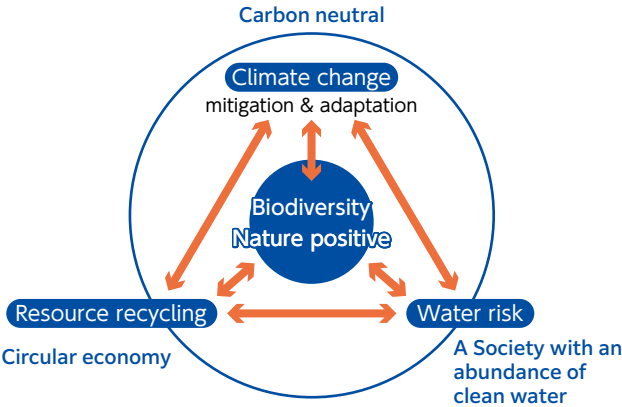 Carbon neutral
Climate change
mitigation & adaptation
Biodiversity
Nature positive
Resource recycling
Water risk
Circular economy
A Society with an
abundance of
clean water